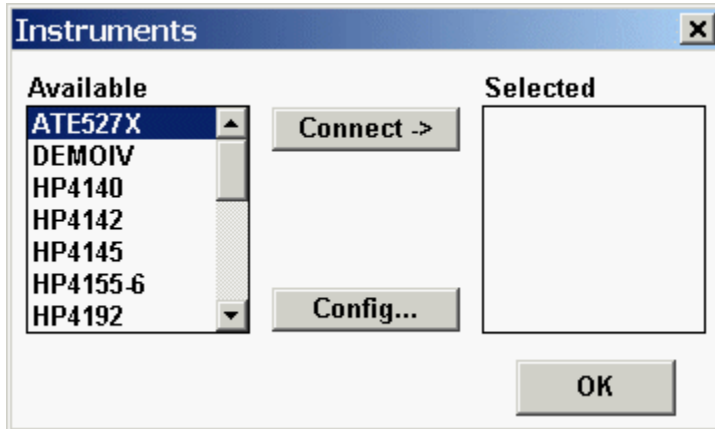 Instruments
Available
ATE527X
DEMOIV
HP4140
HP4142
HP4145
HP4155-6
HP4192
Connect ->
Config...
Selected
OK